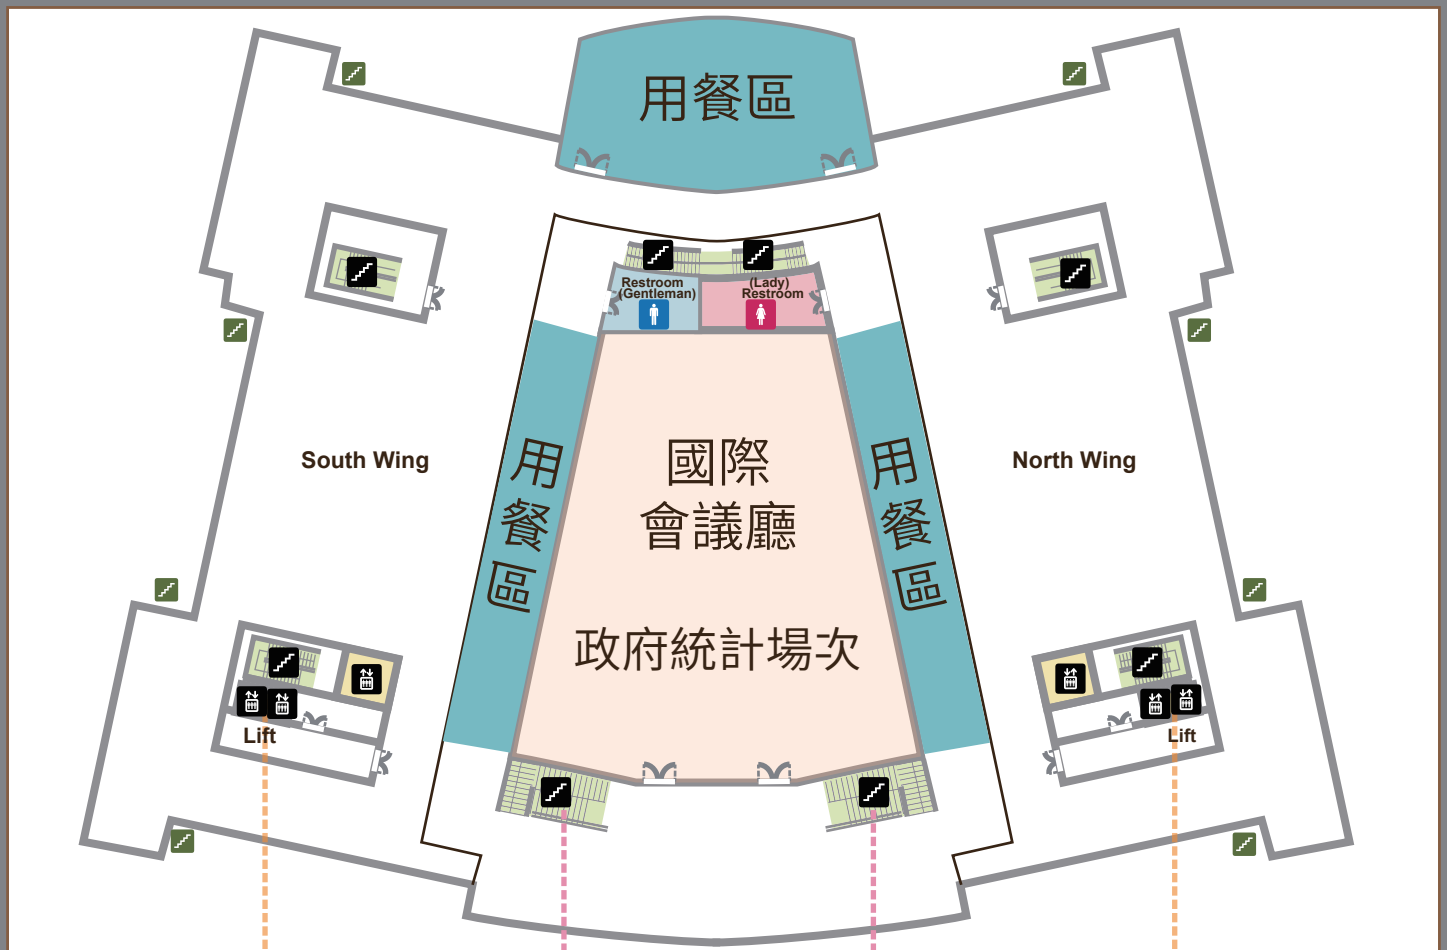 用餐區
Restroom
(Gentleman)
(Lady)
Restroom
South Wing
用餐區
國際
會議廳
政府統計場次
用餐區
North Wing
Lift
Lift